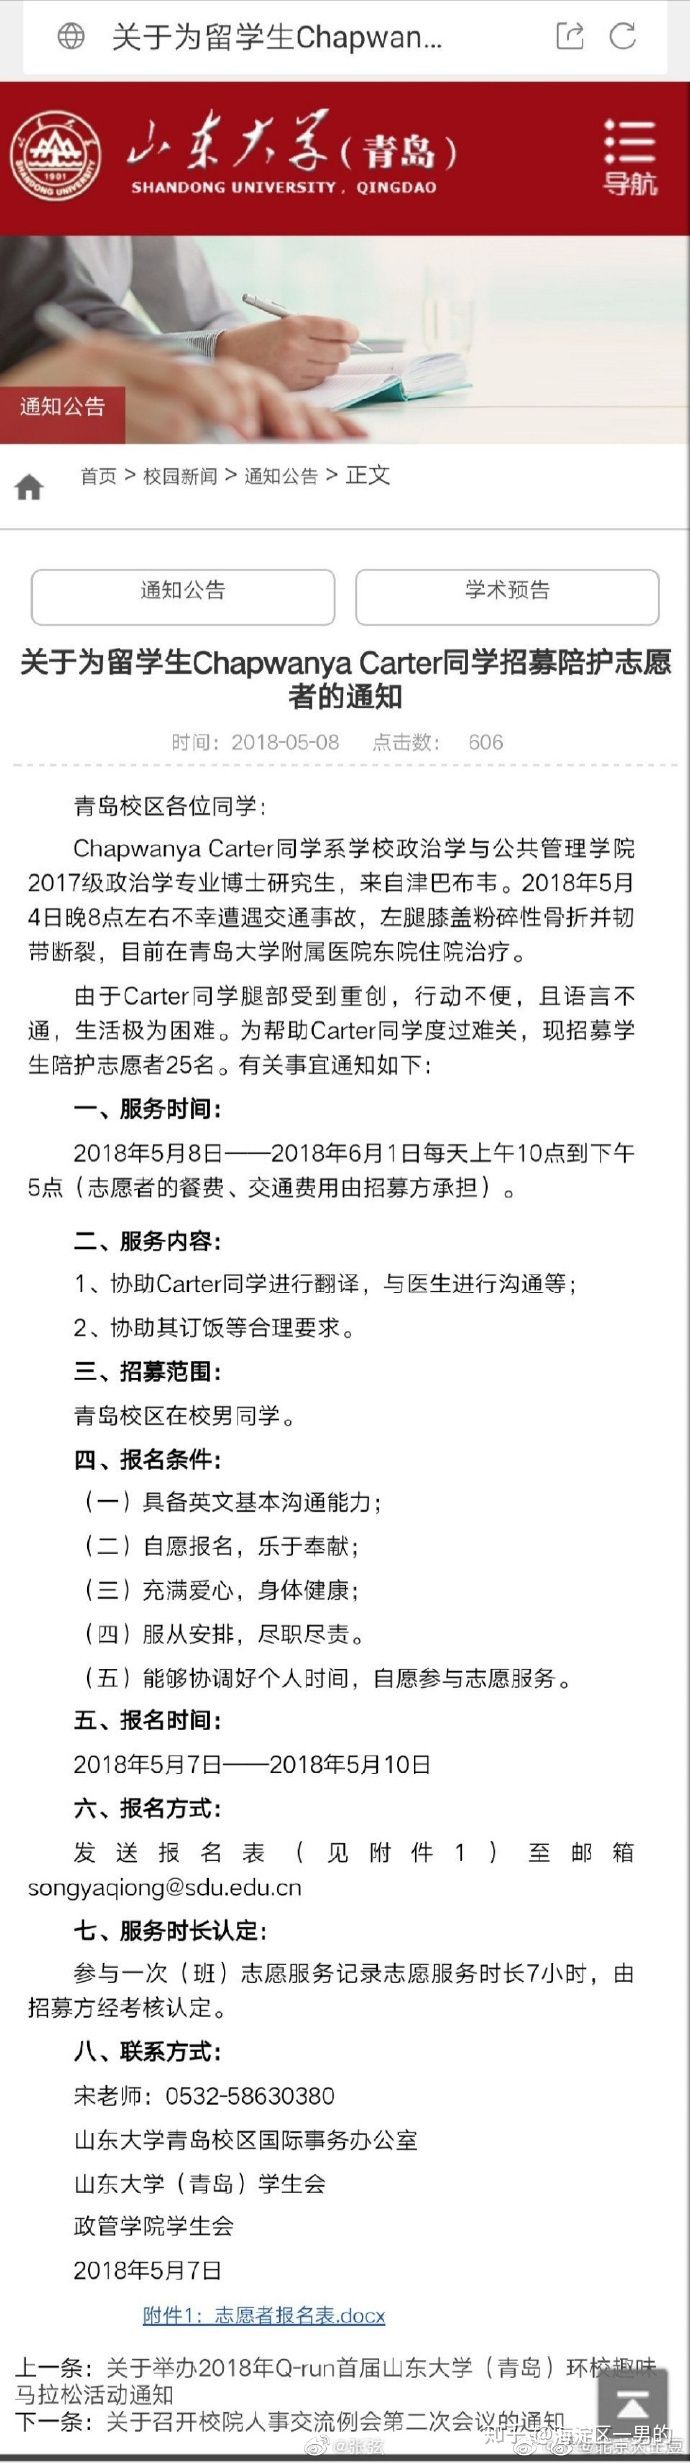 关于为留学生Chapwan...
山东大学(青岛)
SHANDONG UNIVERSITY, QINGDAO
1901
SHANDONG UNIVERSITY
导航
通知公告
首页 > 校园新闻 > 通知公告 > 正文
通知公告
学术预告
关于为留学生Chapwanya Carter同学招募陪护志愿
者的通知
时间：2018-05-08 点击数： 606
青岛校区各位同学：
Chapwanya Carter同学系学校政治学与公共管理学院
2017级政治学专业博士研究生，来自津巴布韦。2018年5月
4日晚8点左右不幸遭遇交通事故，左腿膝盖粉碎性骨折并韧
带断裂，目前在青岛大学附属医院东院住院治疗。
由于Carter同学腿部受到重创，行动不便，且语言不
通，生活极为困难。为帮助Carter同学度过难关，现招募学
生陪护志愿者25名。有关事宜通知如下：
一、服务时间：
2018年5月8日——2018年6月1日每天上午10点到下午
5点（志愿者的餐费、交通费用由招募方承担）。
二、服务内容：
1、协助Carter同学进行翻译，与医生进行沟通等；
2、协助其订饭等合理要求。
三、招募范围：
青岛校区在校男同学。
四、报名条件：
（一）具备英文基本沟通能力；
（二）自愿报名，乐于奉献；
（三）充满爱心，身体健康；
（四）服从安排，尽职尽责。
（五）能够协调好个人时间，自愿参与志愿服务。
五、报名时间：
2018年5月7日——2018年5月10日
六、报名方式：
发送报名表（见附件1）至邮箱
songyaqiong@sdu.edu.cn
七、服务时长认定：
参与一次（班）志愿服务记录志愿服务时长7小时，由
招募方经考核认定。
八、联系方式：
宋老师：0532-58630380
山东大学青岛校区国际事务办公室
山东大学（青岛）学生会
政管学院学生会
2018年5月7日
附件1：志愿者报名表.docx
上一条：关于举办2018年Q-run首届山东大学（青岛）环校趣味
马拉松活动通知
下一条：关于召开校院人事交流例会第二次会议的通知
知乎 @海淀区一男的
@张弦